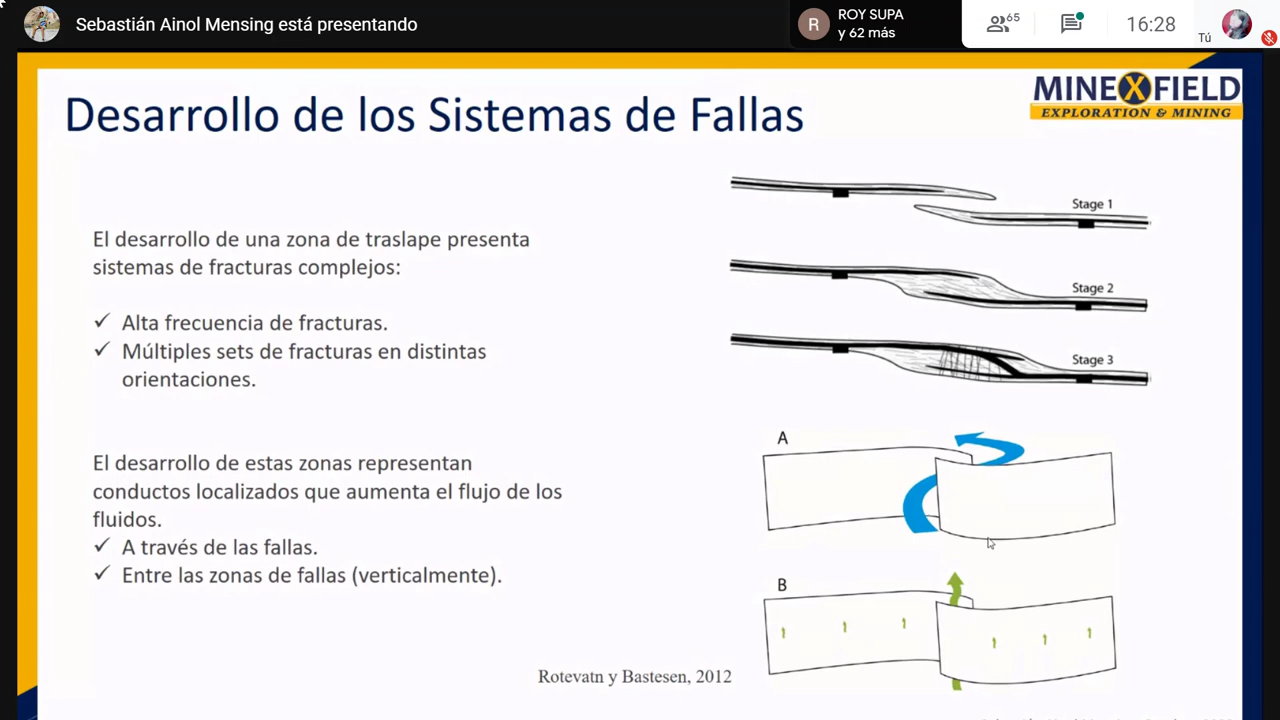 Sebastián Ainol Mensing está presentando
R
ROY SUPA
y 62 más
65
16:28
Tú
Desarrollo de los Sistemas de Fallas
MINEXFIELD
EXPLORATION & MINING
El desarrollo de una zona de traslape presenta
sistemas de fracturas complejos:
✓ Alta frecuencia de fracturas.
✓ Múltiples sets de fracturas en distintas
orientaciones.
El desarrollo de estas zonas representan
conductos localizados que aumenta el flujo de los
fluidos.
✓ A través de las fallas.
✓ Entre las zonas de fallas (verticalmente).
Stage 1
Stage 2
Stage 3
A
B
Rotevatn y Bastesen, 2012